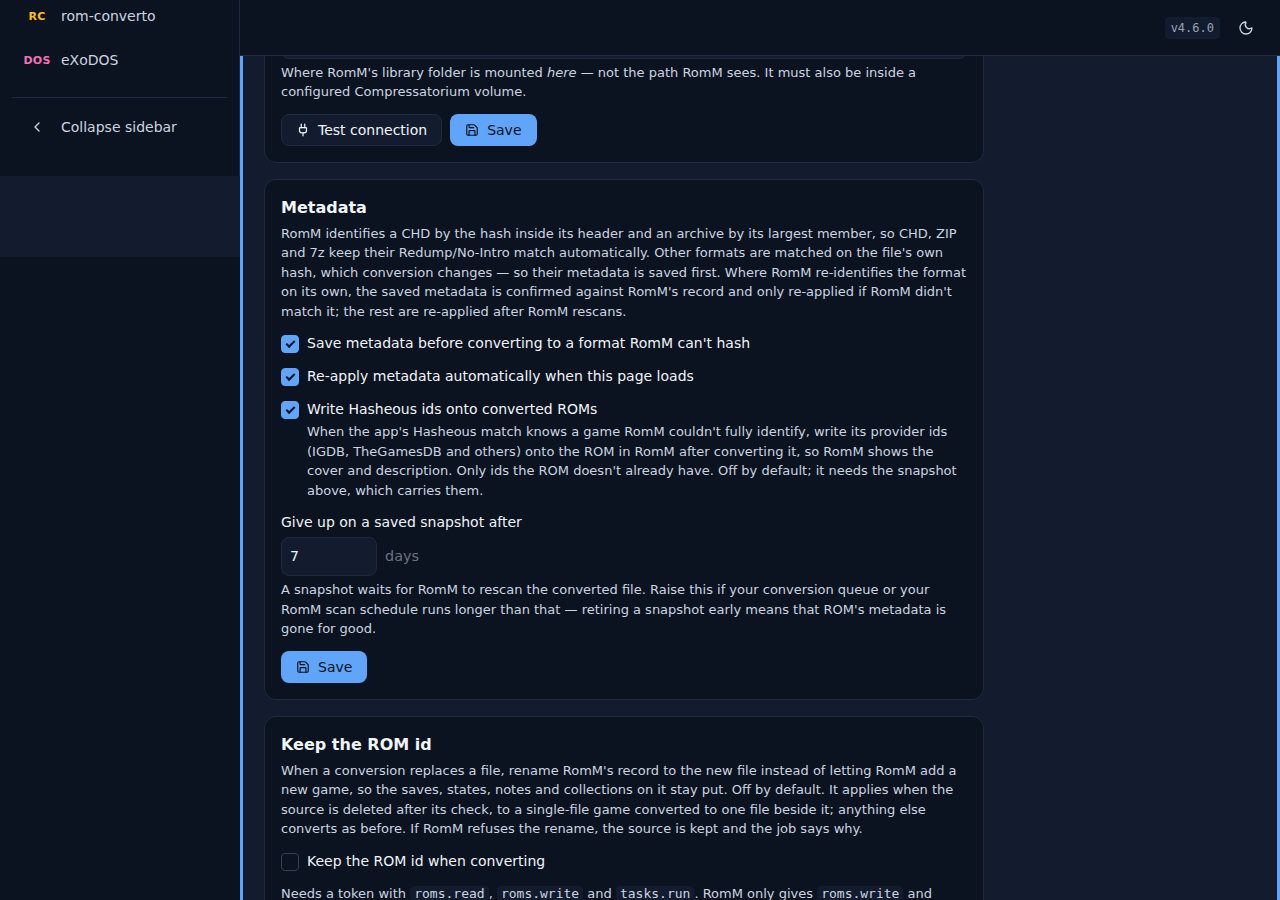 RC rom-converto
DOS eXoDOS
Collapse sidebar
v4.6.0
Where RomM's library folder is mounted here — not the path RomM sees. It must also be inside a
configured Compressatorium volume.
Test connection Save
Metadata
RomM identifies a CHD by the hash inside its header and an archive by its largest member, so CHD, ZIP
and 7z keep their Redump/No-Intro match automatically. Other formats are matched on the file's own
hash, which conversion changes — so their metadata is saved first. Where RomM re-identifies the format
on its own, the saved metadata is confirmed against RomM's record and only re-applied if RomM didn't
match it; the rest are re-applied after RomM rescans.
Save metadata before converting to a format RomM can't hash
Re-apply metadata automatically when this page loads
Write Hasheous ids onto converted ROMs
When the app's Hasheous match knows a game RomM couldn't fully identify, write its provider ids
(IGDB, TheGamesDB and others) onto the ROM in RomM after converting it, so RomM shows the
cover and description. Only ids the ROM doesn't already have. Off by default; it needs the snapshot
above, which carries them.
Give up on a saved snapshot after
7 days
A snapshot waits for RomM to rescan the converted file. Raise this if your conversion queue or your
RomM scan schedule runs longer than that — retiring a snapshot early means that ROM's metadata is
gone for good.
Save
Keep the ROM id
When a conversion replaces a file, rename RomM's record to the new file instead of letting RomM add a
new game, so the saves, states, notes and collections on it stay put. Off by default. It applies when the
source is deleted after its check, to a single-file game converted to one file beside it; anything else
converts as before. If RomM refuses the rename, the source is kept and the job says why.
Keep the ROM id when converting
Needs a token with roms.read, roms.write and tasks.run. RomM only gives roms.write and